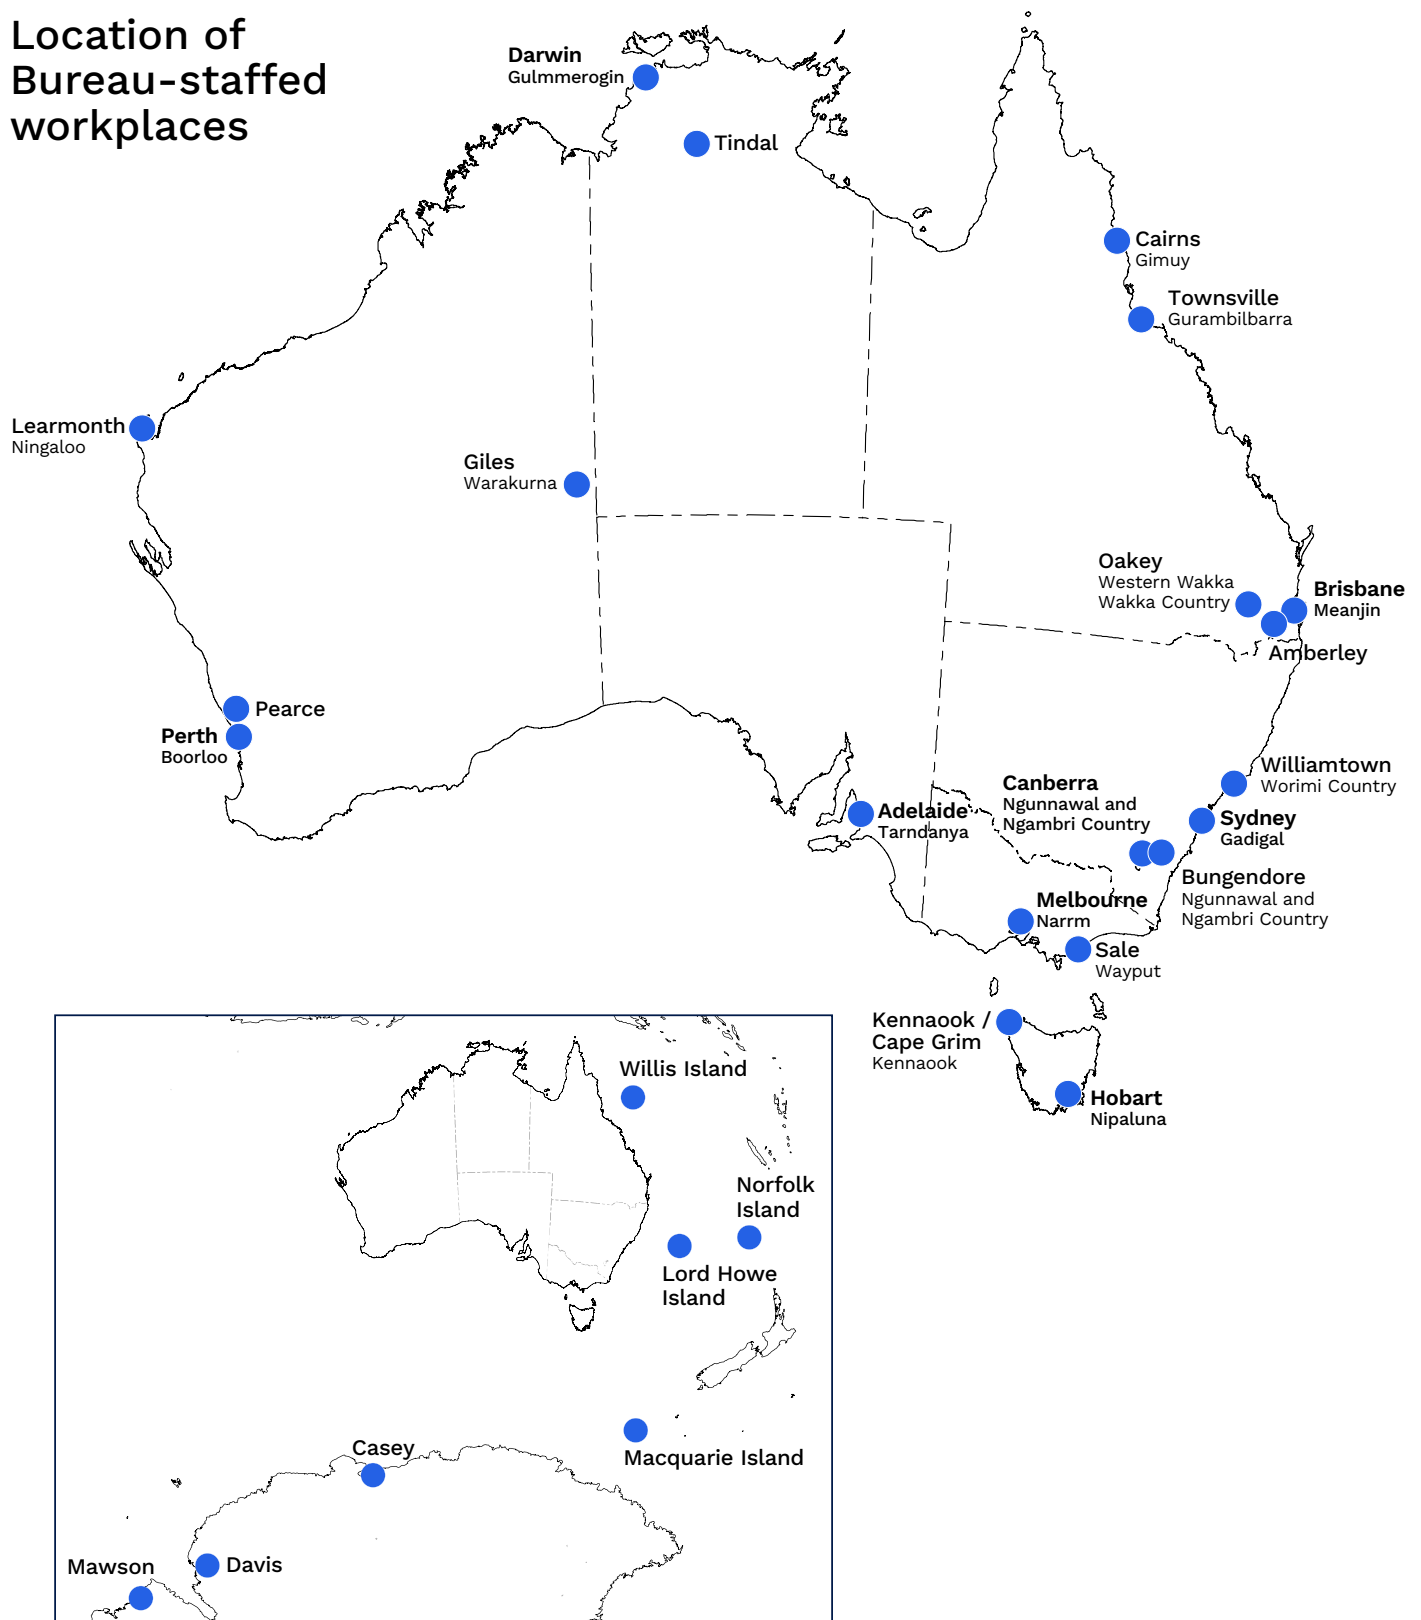 Location of
Bureau-staffed
workplaces
Darwin
Gulmmerogin
Tindal
Cairns
Gimuy
Townsville
Gurambilbarra
Learmonth
Ningaloo
Giles
Warakurna
Oakey
Western Wakka
Wakka Country
Brisbane
Meanjin
Amberley
Pearce
Perth
Boorloo
Williamtown
Worimi Country
Canberra
Ngunnawal and
Ngambri Country
Adelaide
Tarndanya
Sydney
Gadigal
Bungendore
Ngunnawal and
Ngambri Country
Melbourne
Narrm
Sale
Wayput
Kennaook /
Cape Grim
Kennaook
Hobart
Nipaluna
Willis Island
Norfolk
Island
Lord Howe
Island
Macquarie Island
Casey
Davis
Mawson